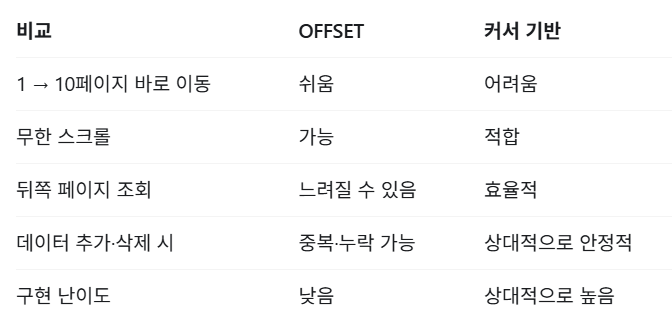 비교 OFFSET 커서 기반
1 → 10페이지 바로 이동 쉬움 어려움
무한 스크롤 가능 적합
뒤쪽 페이지 조회 느려질 수 있음 효율적
데이터 추가·삭제 시 중복·누락 가능 상대적으로 안정적
구현 난이도 낮음 상대적으로 높음